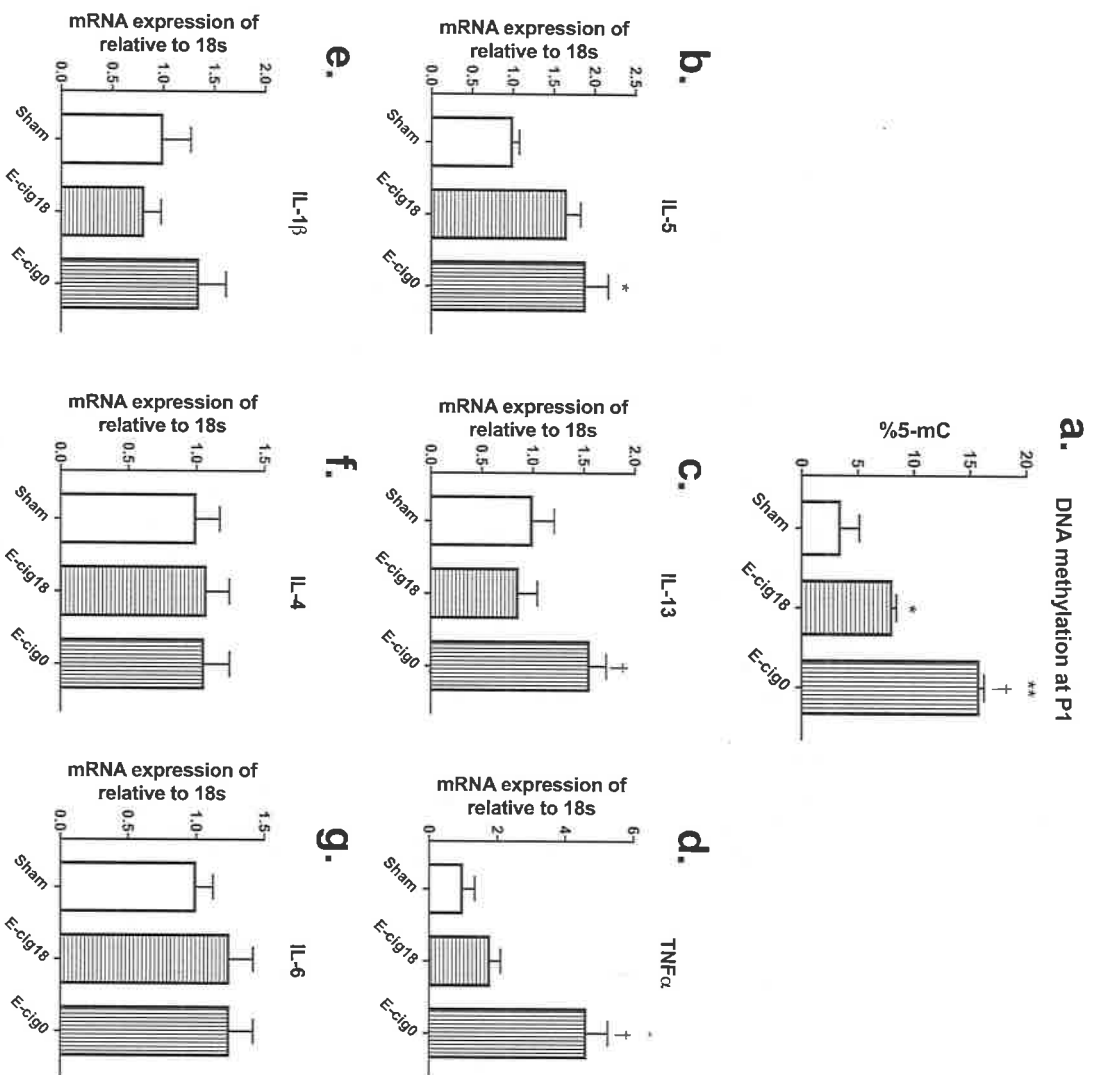 a.
DNA methylation at P1
%5-mC
20
15
10
5
0
**
†
*
Sham
E-cig18
E-cig0
b.
IL-5
mRNA expression of
relative to 18s
2.5
2.0
1.5
1.0
0.5
0.0
*
Sham
E-cig18
E-cig0
c.
IL-13
mRNA expression of
relative to 18s
2.0
1.5
1.0
0.5
0.0
†
Sham
E-cig18
E-cig0
d.
TNFα
mRNA expression of
relative to 18s
6
4
2
0
†
Sham
E-cig18
E-cig0
e.
IL-1β
mRNA expression of
relative to 18s
2.0
1.5
1.0
0.5
0.0
Sham
E-cig18
E-cig0
f.
IL-4
mRNA expression of
relative to 18s
1.5
1.0
0.5
0.0
Sham
E-cig18
E-cig0
g.
IL-6
mRNA expression of
relative to 18s
1.5
1.0
0.5
0.0
Sham
E-cig18
E-cig0